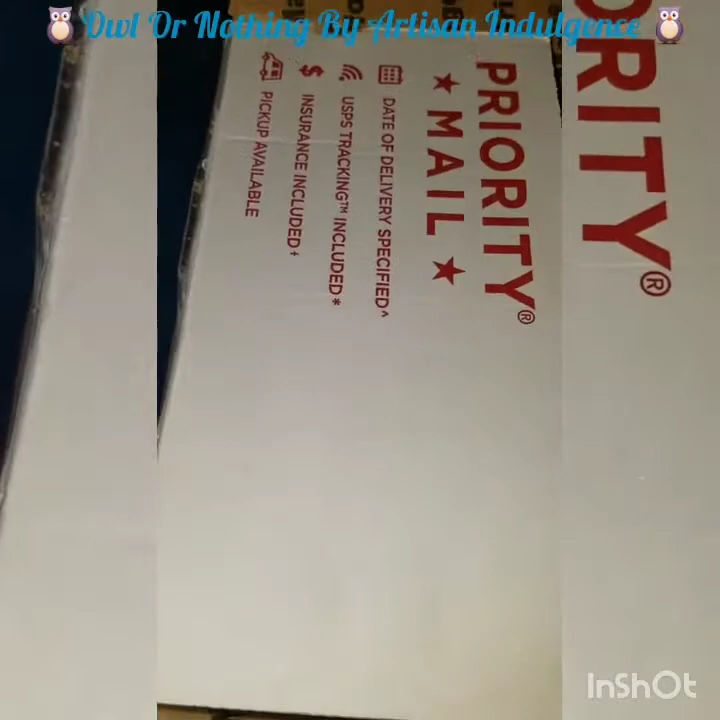 🦉Owl Or Nothing By Artisan Indulgence 🦉
PRIORITY®
★ MAIL ★
DATE OF DELIVERY SPECIFIED^
USPS TRACKING™ INCLUDED*
$ INSURANCE INCLUDED‡
PICKUP AVAILABLE
ORITY®
InShOt